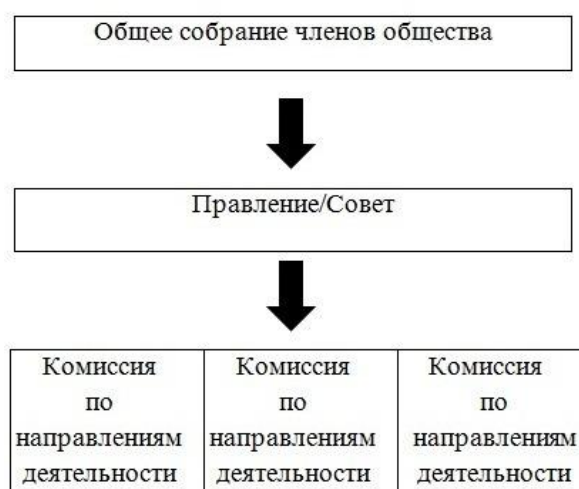 Общее собрание членов общества
Правление/Совет
Комиссия
по
направлениям
деятельности
Комиссия
по
направлениям
деятельности
Комиссия
по
направлениям
деятельности